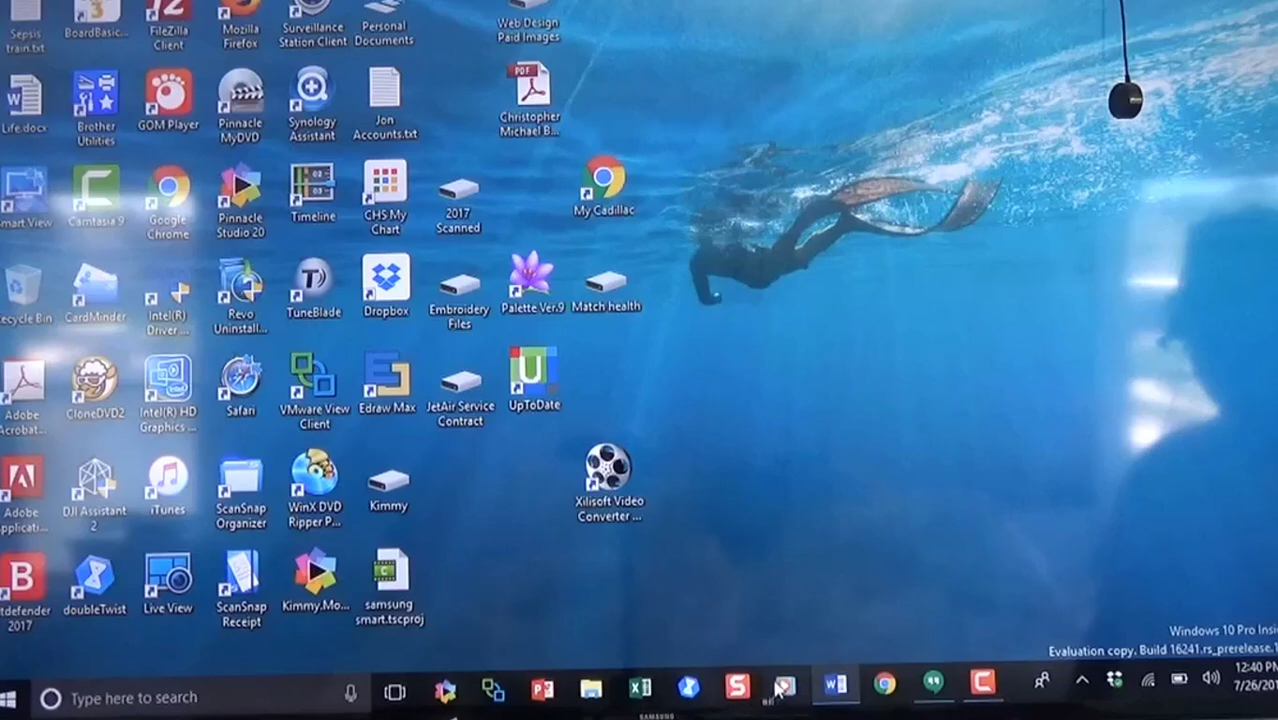 Sepsis
train.txt
BoardBasic...
FileZilla
Client
Mozilla
Firefox
Surveillance
Station Client
Personal
Documents
Web Design
Paid Images
Life.docx
Brother
Utilities
GOM Player
Pinnacle
MyDVD
Synology
Assistant
Jon
Accounts.txt
PDF
Christopher
Michael B...
mart View
Camtasia 9
Google
Chrome
Pinnacle
Studio 20
Timeline
CHS My
Chart
2017
Scanned
My Cadillac
ecycle Bin
CardMinder
Intel(R)
Driver ...
Revo
Uninstall...
TuneBlade
Dropbox
Embroidery
Files
Palette Ver.9
Match health
Adobe
Acrobat...
CloneDVD2
Intel(R) HD
Graphics ...
Safari
VMware View
Client
Edraw Max
JetAir Service
Contract
UpToDate
Adobe
pplicati...
DJI Assistant
2
iTunes
ScanSnap
Organizer
WinX DVD
Ripper P...
Kimmy
Xilisoft Video
Converter ...
tdefender
2017
doubleTwist
Live View
ScanSnap
Receipt
Kimmy.Mo...
samsung
smart.tscproj
Windows 10 Pro Insi
Evaluation copy. Build 16241.rs_prerelease.1
Type here to search
12:40 PM
7/26/201
SAMSUNG